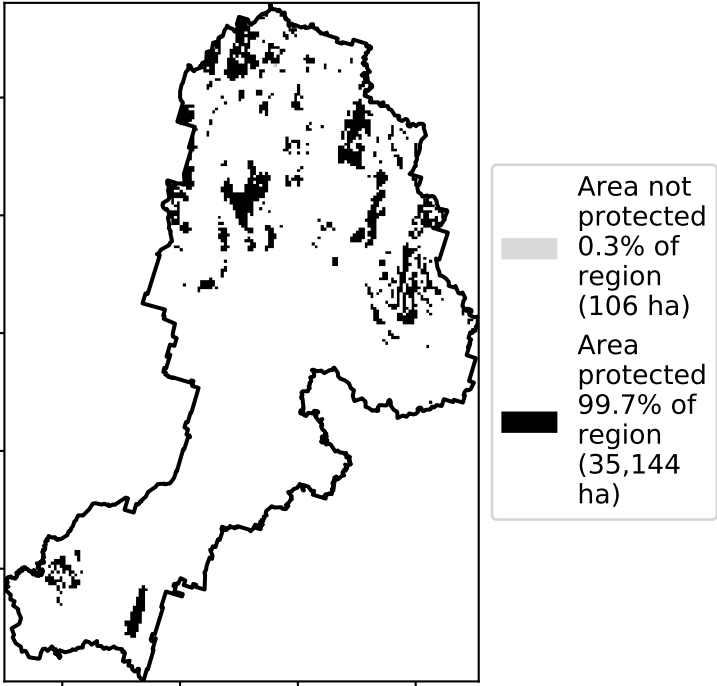 Area not
protected
0.3% of
region
(106 ha)
Area
protected
99.7% of
region
(35,144
ha)